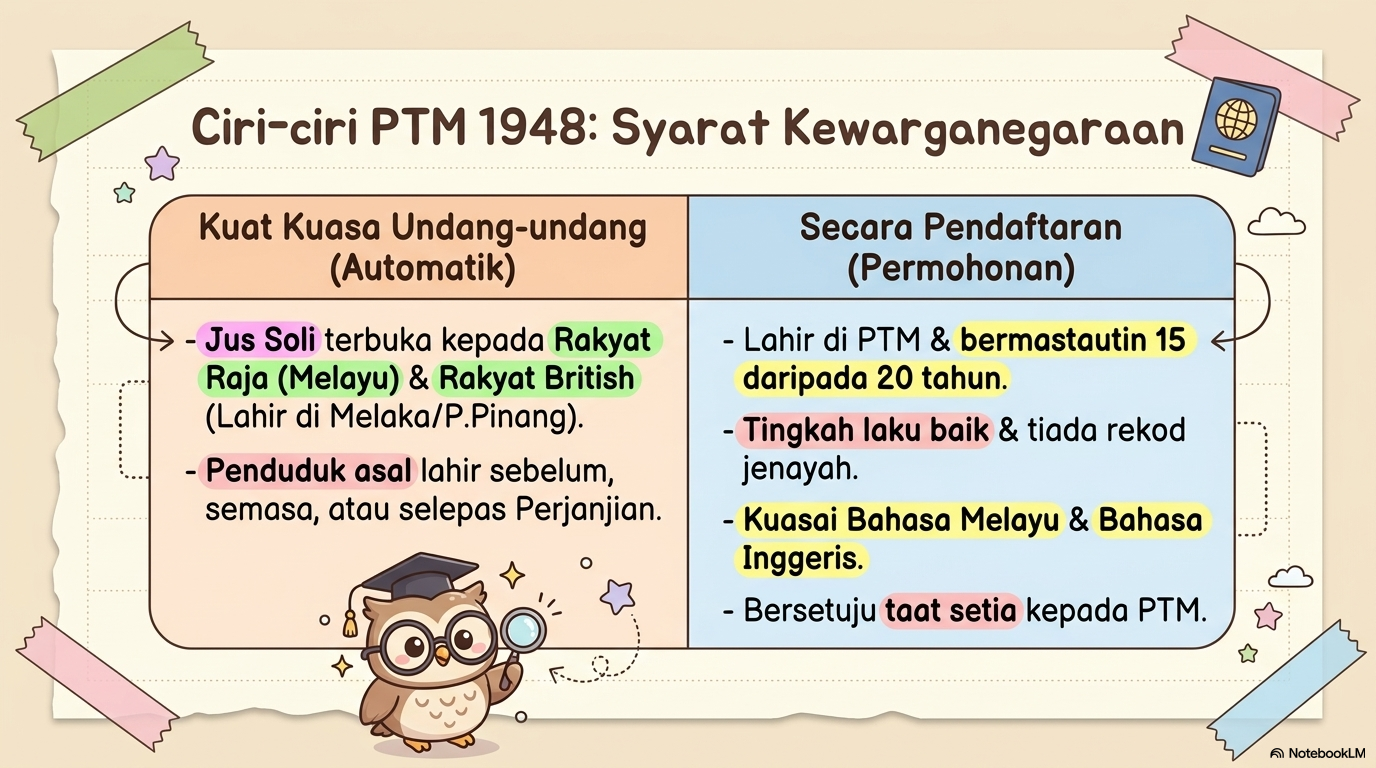 Ciri-ciri PTM 1948: Syarat Kewarganegaraan
Kuat Kuasa Undang-undang
(Automatik)
- Jus Soli terbuka kepada Rakyat
Raja (Melayu) & Rakyat British
(Lahir di Melaka/P.Pinang).
- Penduduk asal lahir sebelum,
semasa, atau selepas Perjanjian.
Secara Pendaftaran
(Permohonan)
- Lahir di PTM & bermastautin 15
daripada 20 tahun.
- Tingkah laku baik & tiada rekod
jenayah.
- Kuasai Bahasa Melayu & Bahasa
Inggeris.
- Bersetuju taat setia kepada PTM.
NotebookLM